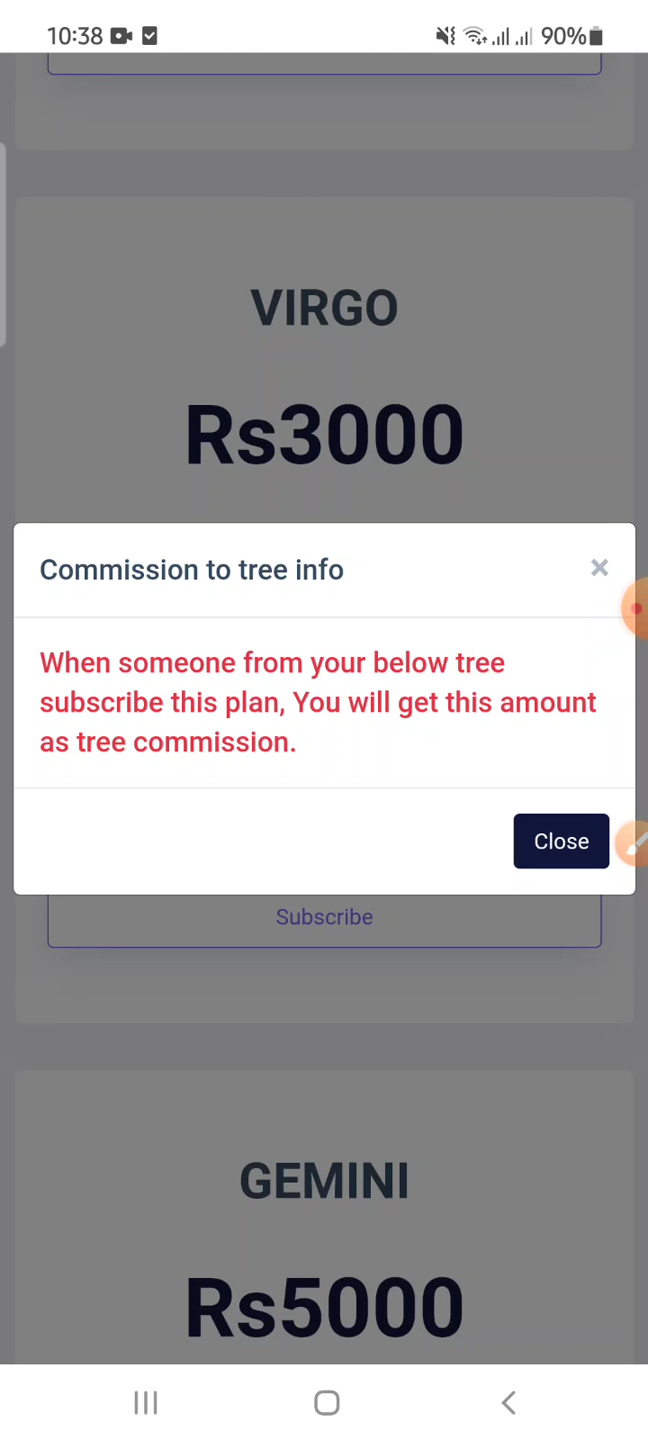 10:38
90%
VIRGO
Rs3000
Commission to tree info
×
When someone from your below tree
subscribe this plan, You will get this amount
as tree commission.
Close
Subscribe
GEMINI
Rs5000